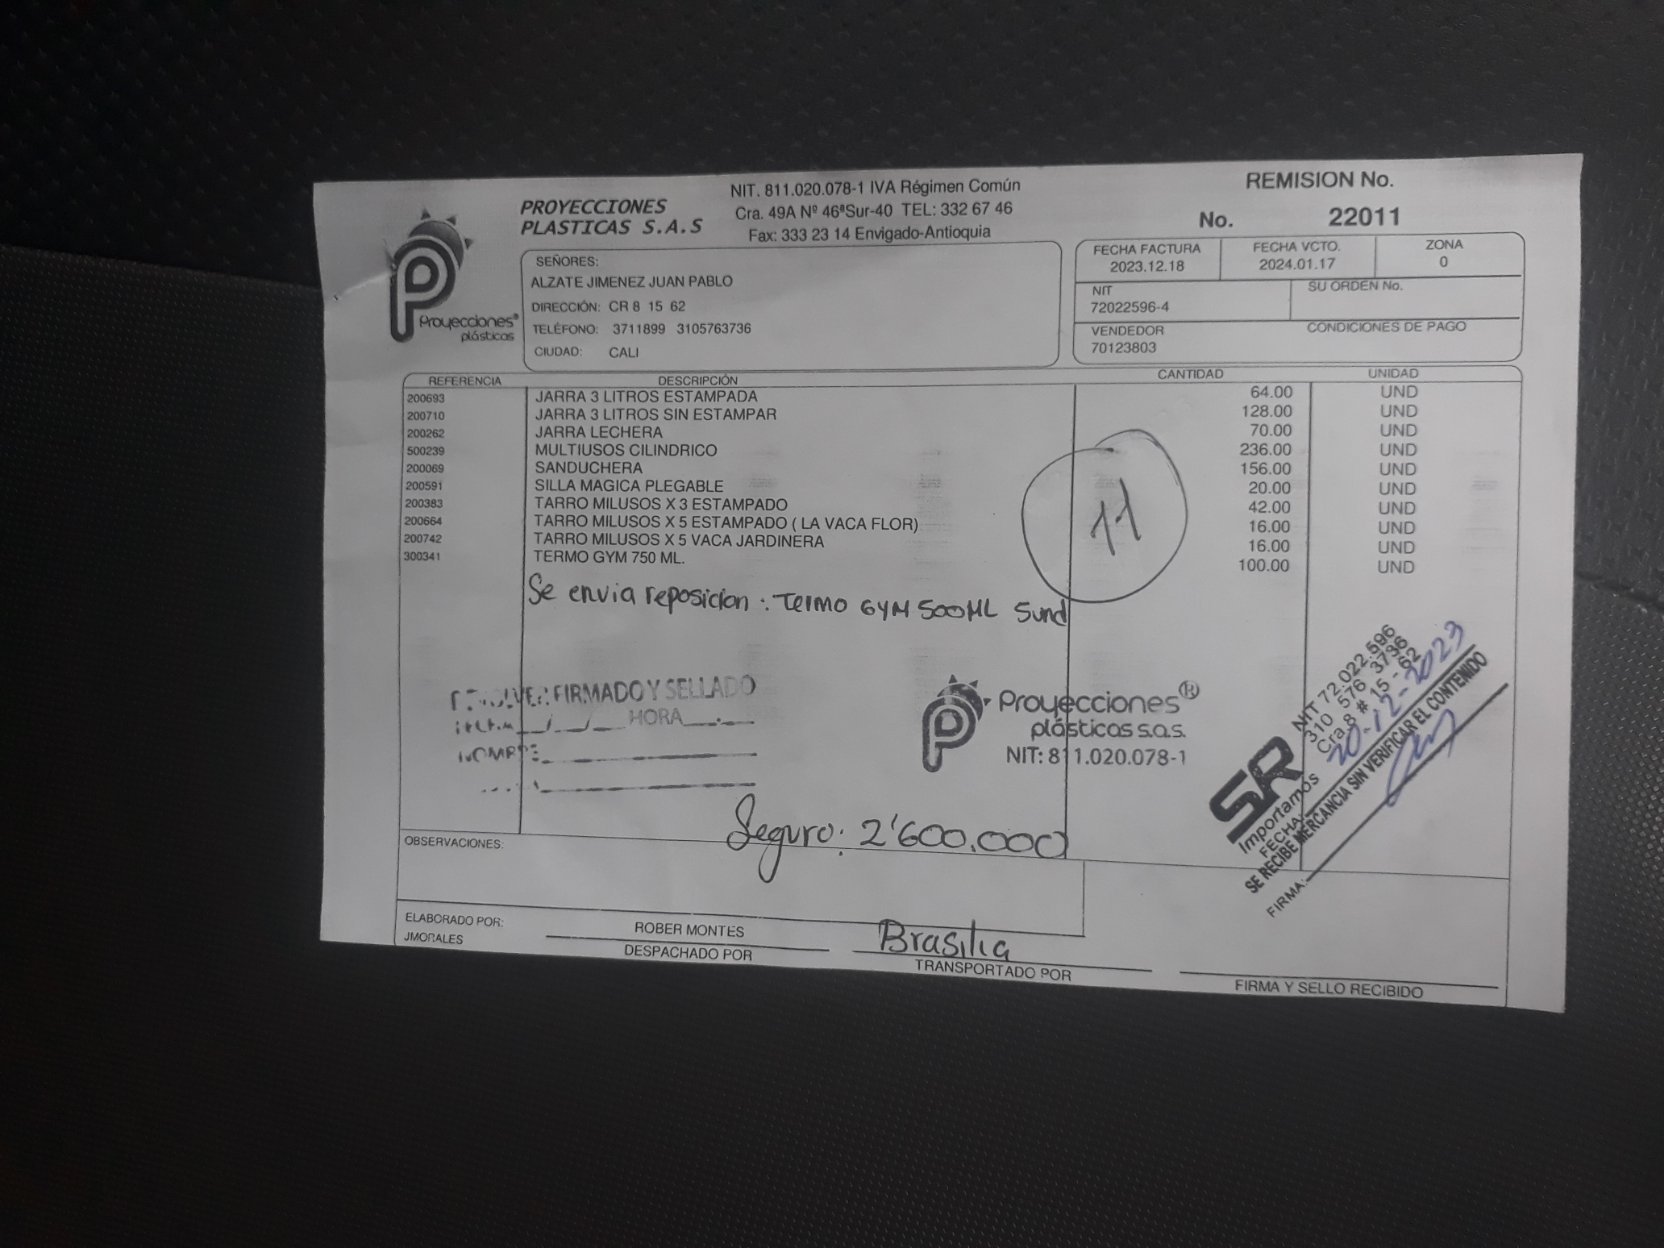 PROYECCIONES
PLASTICAS S.A.S
NIT. 811.020.078-1 IVA Régimen Común
Cra. 49A Nº 46ªSur-40 TEL: 332 67 46
Fax: 333 23 14 Envigado-Antioquia
REMISION No.
No. 22011
Proyecciones®
plásticas
SEÑORES:
ALZATE JIMENEZ JUAN PABLO
DIRECCIÓN: CR 8 15 62
TELÉFONO: 3711899 3105763736
CIUDAD: CALI
FECHA FACTURA FECHA VCTO. ZONA
2023.12.18 2024.01.17 0
NIT SU ORDEN No.
72022596-4
VENDEDOR CONDICIONES DE PAGO
70123803
REFERENCIA DESCRIPCIÓN CANTIDAD UNIDAD
200693 JARRA 3 LITROS ESTAMPADA 64.00 UND
200710 JARRA 3 LITROS SIN ESTAMPAR 128.00 UND
200262 JARRA LECHERA 70.00 UND
500239 MULTIUSOS CILINDRICO 236.00 UND
200069 SANDUCHERA 156.00 UND
200591 SILLA MAGICA PLEGABLE 20.00 UND
200383 TARRO MILUSOS X 3 ESTAMPADO 42.00 UND
200664 TARRO MILUSOS X 5 ESTAMPADO ( LA VACA FLOR) 16.00 UND
200742 TARRO MILUSOS X 5 VACA JARDINERA 16.00 UND
300341 TERMO GYM 750 ML. 100.00 UND
11
Se envia reposicion : Termo GYM 500ML 5und
FIRMADO Y SELLADO
HORA
Proyecciones®
plásticas s.a.s.
NIT: 811.020.078-1
SR
Importamos
NIT 72.022.596
310 576 3736
Cra 8 # 15 - 62
FECHA: 20-12-2023
SE RECIBE MERCANCIA SIN VERIFICAR EL CONTENIDO
FIRMA:
Seguro: 2'600.000
OBSERVACIONES:
ELABORADO POR:
JMORALES
ROBER MONTES
DESPACHADO POR
Brasilia
TRANSPORTADO POR
FIRMA Y SELLO RECIBIDO